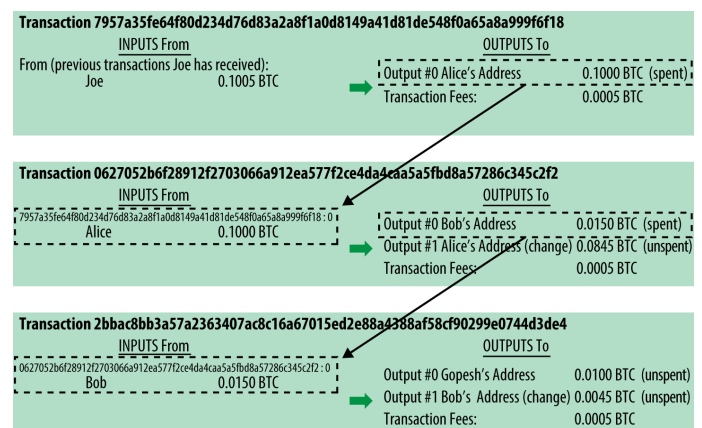 Transaction 7957a35fe64f80d234d76d83a2a8f1a0d8149a41d81de548f0a65a8a999f6f18
INPUTS From OUTPUTS To
From (previous transactions Joe has received):
Joe 0.1005 BTC
Output #0 Alice's Address 0.1000 BTC (spent)
Transaction Fees: 0.0005 BTC
Transaction 0627052b6f28912f2703066a912ea577f2ce4da4caa5a5fbd8a57286c345c2f2
INPUTS From OUTPUTS To
7957a35fe64f80d234d76d83a2a8f1a0d8149a41d81de548f0a65a8a999f6f18 : 0
Alice 0.1000 BTC
Output #0 Bob's Address 0.0150 BTC (spent)
Output #1 Alice's Address (change) 0.0845 BTC (unspent)
Transaction Fees: 0.0005 BTC
Transaction 2bbac8bb3a57a2363407ac8c16a67015ed2e88a4388af58cf90299e0744d3de4
INPUTS From OUTPUTS To
0627052b6f28912f2703066a912ea577f2ce4da4caa5a5fbd8a57286c345c2f2 : 0
Bob 0.0150 BTC
Output #0 Gopesh's Address 0.0100 BTC (unspent)
Output #1 Bob's Address (change) 0.0045 BTC (unspent)
Transaction Fees: 0.0005 BTC